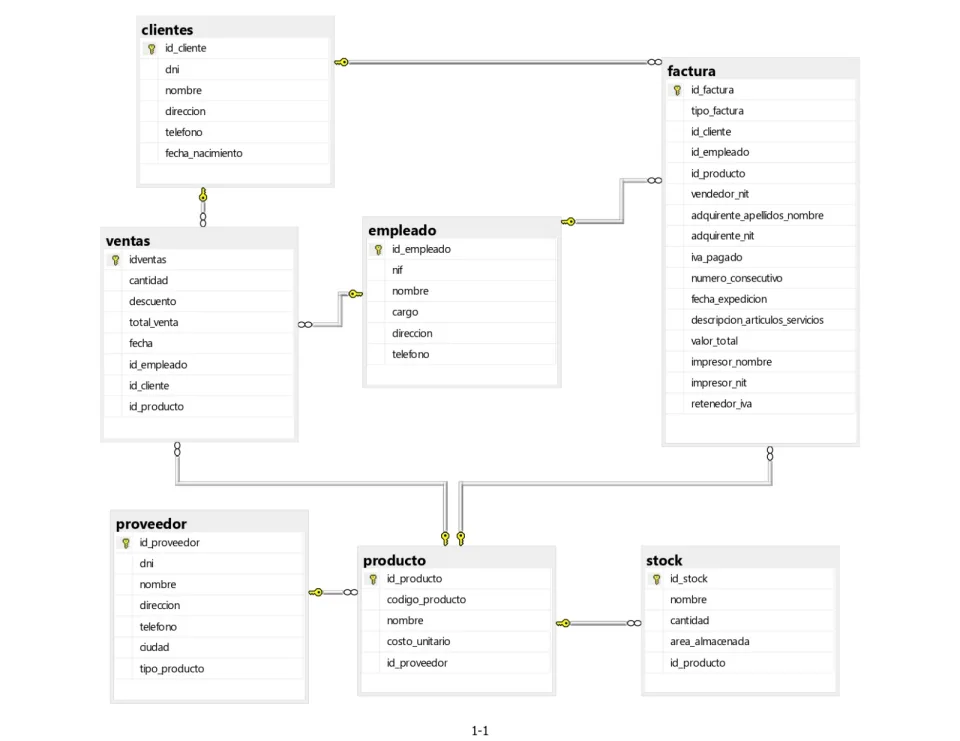 clientes
id_cliente
dni
nombre
direccion
telefono
fecha_nacimiento
factura
id_factura
tipo_factura
id_cliente
id_empleado
id_producto
vendedor_nit
adquirente_apellidos_nombre
adquirente_nit
iva_pagado
numero_consecutivo
fecha_expedicion
descripcion_articulos_servicios
valor_total
impresor_nombre
impresor_nit
retenedor_iva
ventas
idventas
cantidad
descuento
total_venta
fecha
id_empleado
id_cliente
id_producto
empleado
id_empleado
nif
nombre
cargo
direccion
telefono
proveedor
id_proveedor
dni
nombre
direccion
telefono
ciudad
tipo_producto
producto
id_producto
codigo_producto
nombre
costo_unitario
id_proveedor
stock
id_stock
nombre
cantidad
area_almacenada
id_producto
1-1